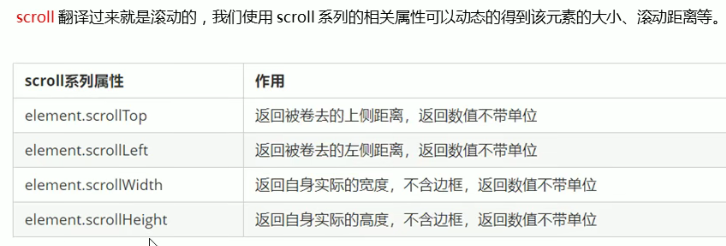 scroll 翻译过来就是滚动的，我们使用 scroll 系列的相关属性可以动态的得到该元素的大小、滚动距离等。
scroll系列属性 作用
element.scrollTop 返回被卷去的上侧距离，返回数值不带单位
element.scrollLeft 返回被卷去的左侧距离，返回数值不带单位
element.scrollWidth 返回自身实际的宽度，不含边框，返回数值不带单位
element.scrollHeight 返回自身实际的高度，不含边框，返回数值不带单位